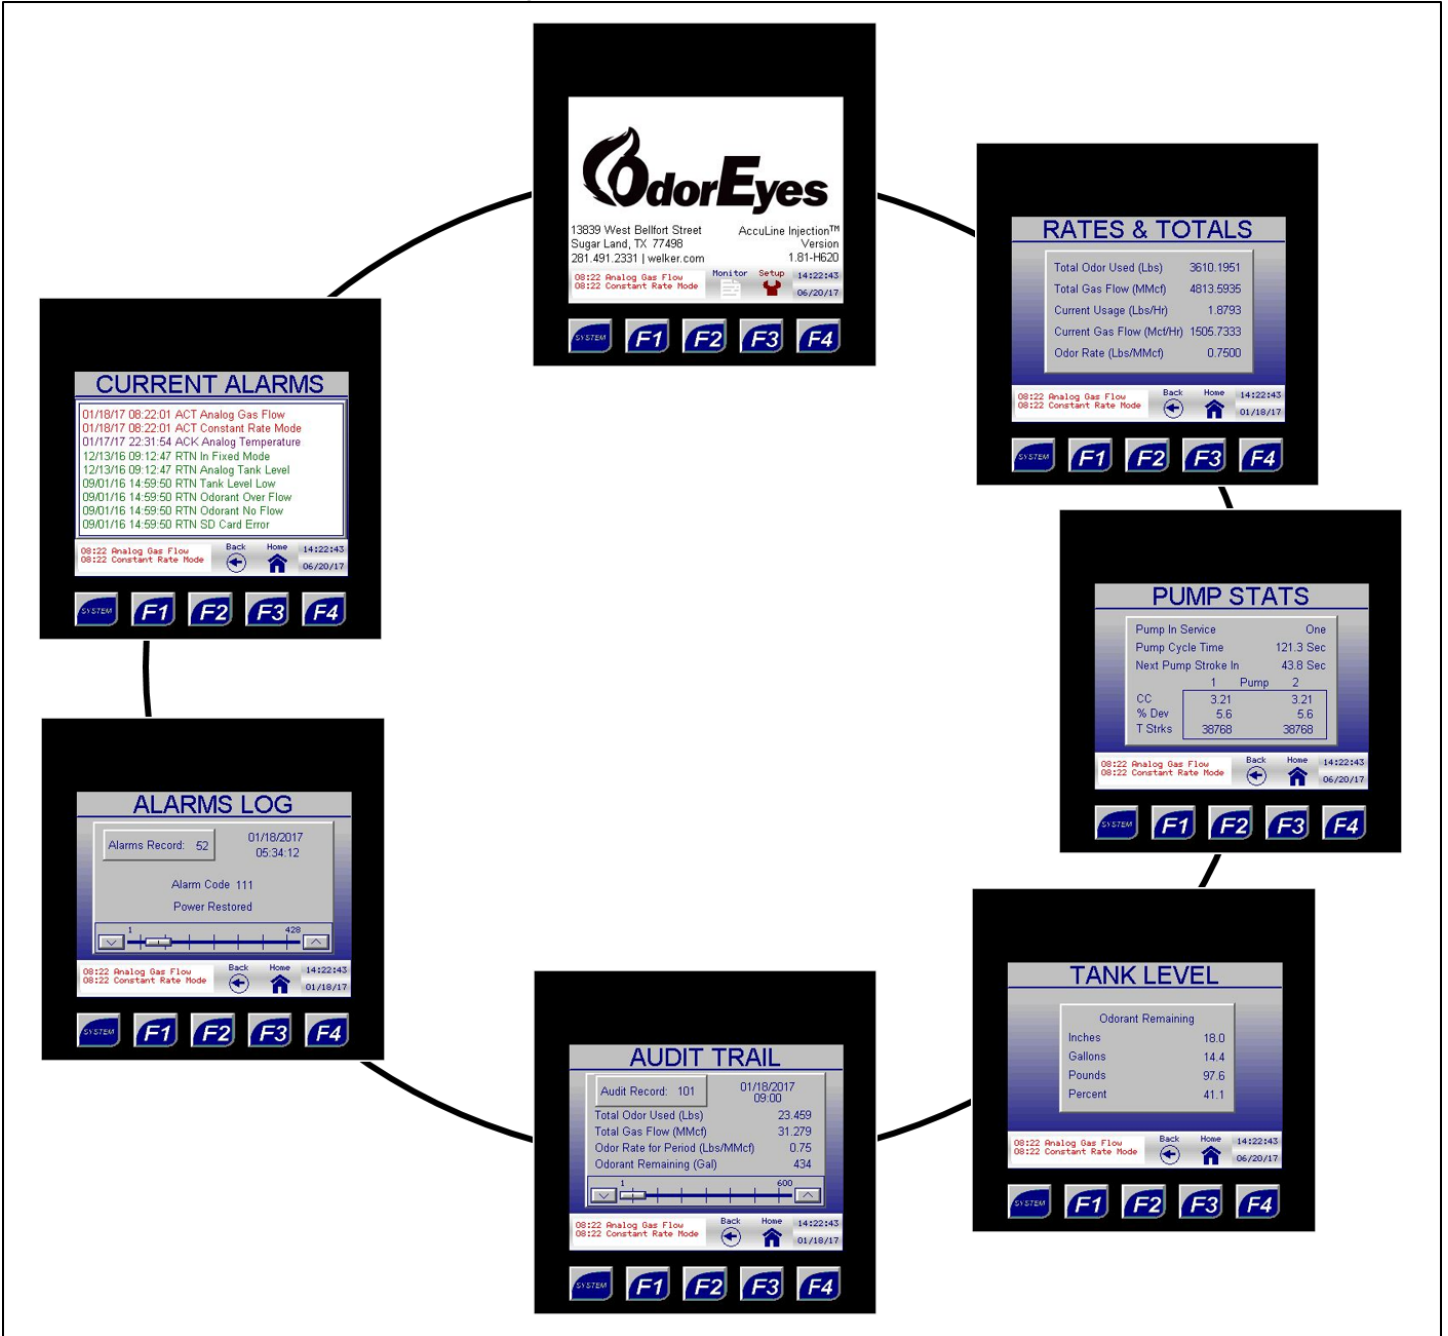 OdorEyes
13839 West Bellfort Street
Sugar Land, TX 77498
281.491.2331 | welker.com
AccuLine Injection™
Version
1.81-H620
08:22 Analog Gas Flow
08:22 Constant Rate Mode
Monitor
Setup
14:22:43
06/20/17
SYSTEM F1 F2 F3 F4
RATES & TOTALS
Total Odor Used (Lbs) 3610.1951
Total Gas Flow (MMcf) 4813.5935
Current Usage (Lbs/Hr) 1.8793
Current Gas Flow (Mcf/Hr) 1505.7333
Odor Rate (Lbs/MMcf) 0.7500
08:22 Analog Gas Flow
08:22 Constant Rate Mode
Back
Home
14:22:43
01/18/17
SYSTEM F1 F2 F3 F4
PUMP STATS
Pump In Service One
Pump Cycle Time 121.3 Sec
Next Pump Stroke In 43.8 Sec
1 Pump 2
CC 3.21 3.21
% Dev 5.6 5.6
T Strks 38768 38768
08:22 Analog Gas Flow
08:22 Constant Rate Mode
Back
Home
14:22:43
06/20/17
SYSTEM F1 F2 F3 F4
TANK LEVEL
Odorant Remaining
Inches 18.0
Gallons 14.4
Pounds 97.6
Percent 41.1
08:22 Analog Gas Flow
08:22 Constant Rate Mode
Back
Home
14:22:43
06/20/17
SYSTEM F1 F2 F3 F4
AUDIT TRAIL
Audit Record: 101
01/18/2017
09:00
Total Odor Used (Lbs) 23.459
Total Gas Flow (MMcf) 31.279
Odor Rate for Period (Lbs/MMcf) 0.75
Odorant Remaining (Gal) 434
1 600
08:22 Analog Gas Flow
08:22 Constant Rate Mode
Back
Home
14:22:43
01/18/17
SYSTEM F1 F2 F3 F4
ALARMS LOG
Alarms Record: 52
01/18/2017
05:34:12
Alarm Code 111
Power Restored
1 428
08:22 Analog Gas Flow
08:22 Constant Rate Mode
Back
Home
14:22:43
01/18/17
SYSTEM F1 F2 F3 F4
CURRENT ALARMS
01/18/17 08:22:01 ACT Analog Gas Flow
01/18/17 08:22:01 ACT Constant Rate Mode
01/17/17 22:31:54 ACK Analog Temperature
12/13/16 09:12:47 RTN In Fixed Mode
12/13/16 09:12:47 RTN Analog Tank Level
09/01/16 14:59:50 RTN Tank Level Low
09/01/16 14:59:50 RTN Odorant Over Flow
09/01/16 14:59:50 RTN Odorant No Flow
09/01/16 14:59:50 RTN SD Card Error
08:22 Analog Gas Flow
08:22 Constant Rate Mode
Back
Home
14:22:43
06/20/17
SYSTEM F1 F2 F3 F4